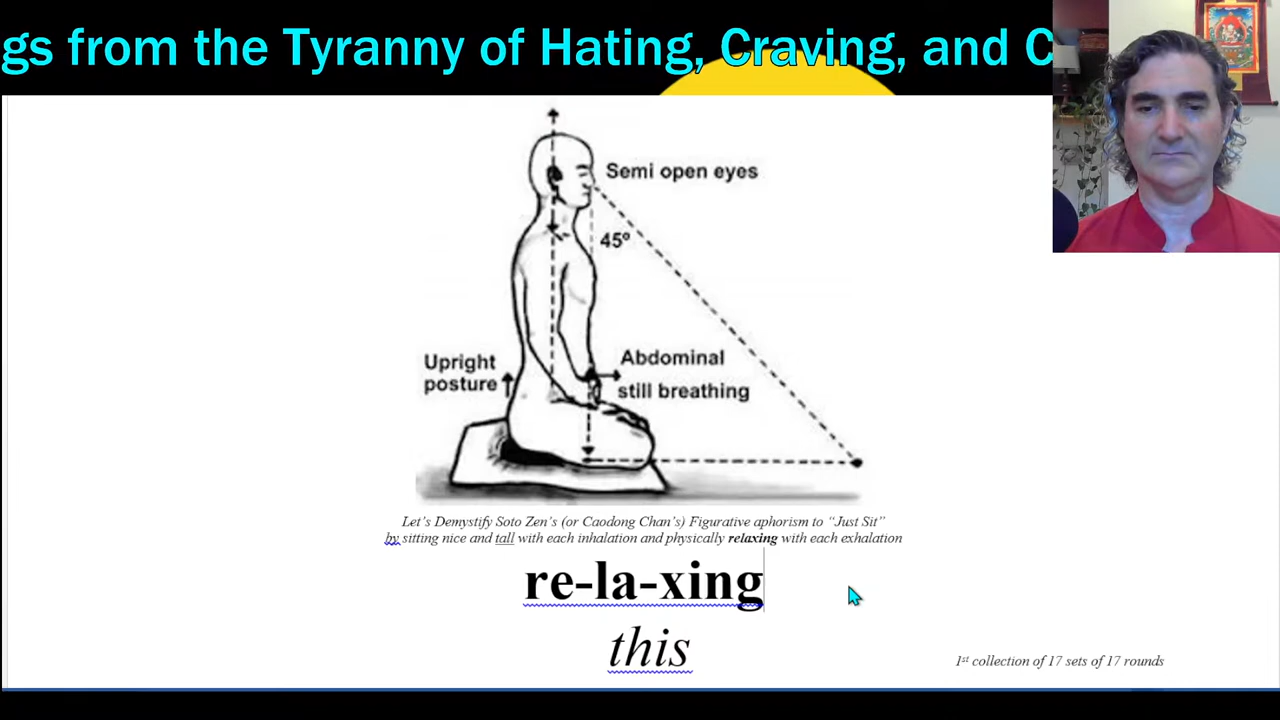 gs from the Tyranny of Hating, Craving, and C
Semi open eyes
45º
Upright
posture
Abdominal
still breathing
Let’s Demystify Soto Zen’s (or Caodong Chan’s) Figurative aphorism to “Just Sit”
by sitting nice and tall with each inhalation and physically relaxing with each exhalation
re-la-xing
this
1st collection of 17 sets of 17 rounds